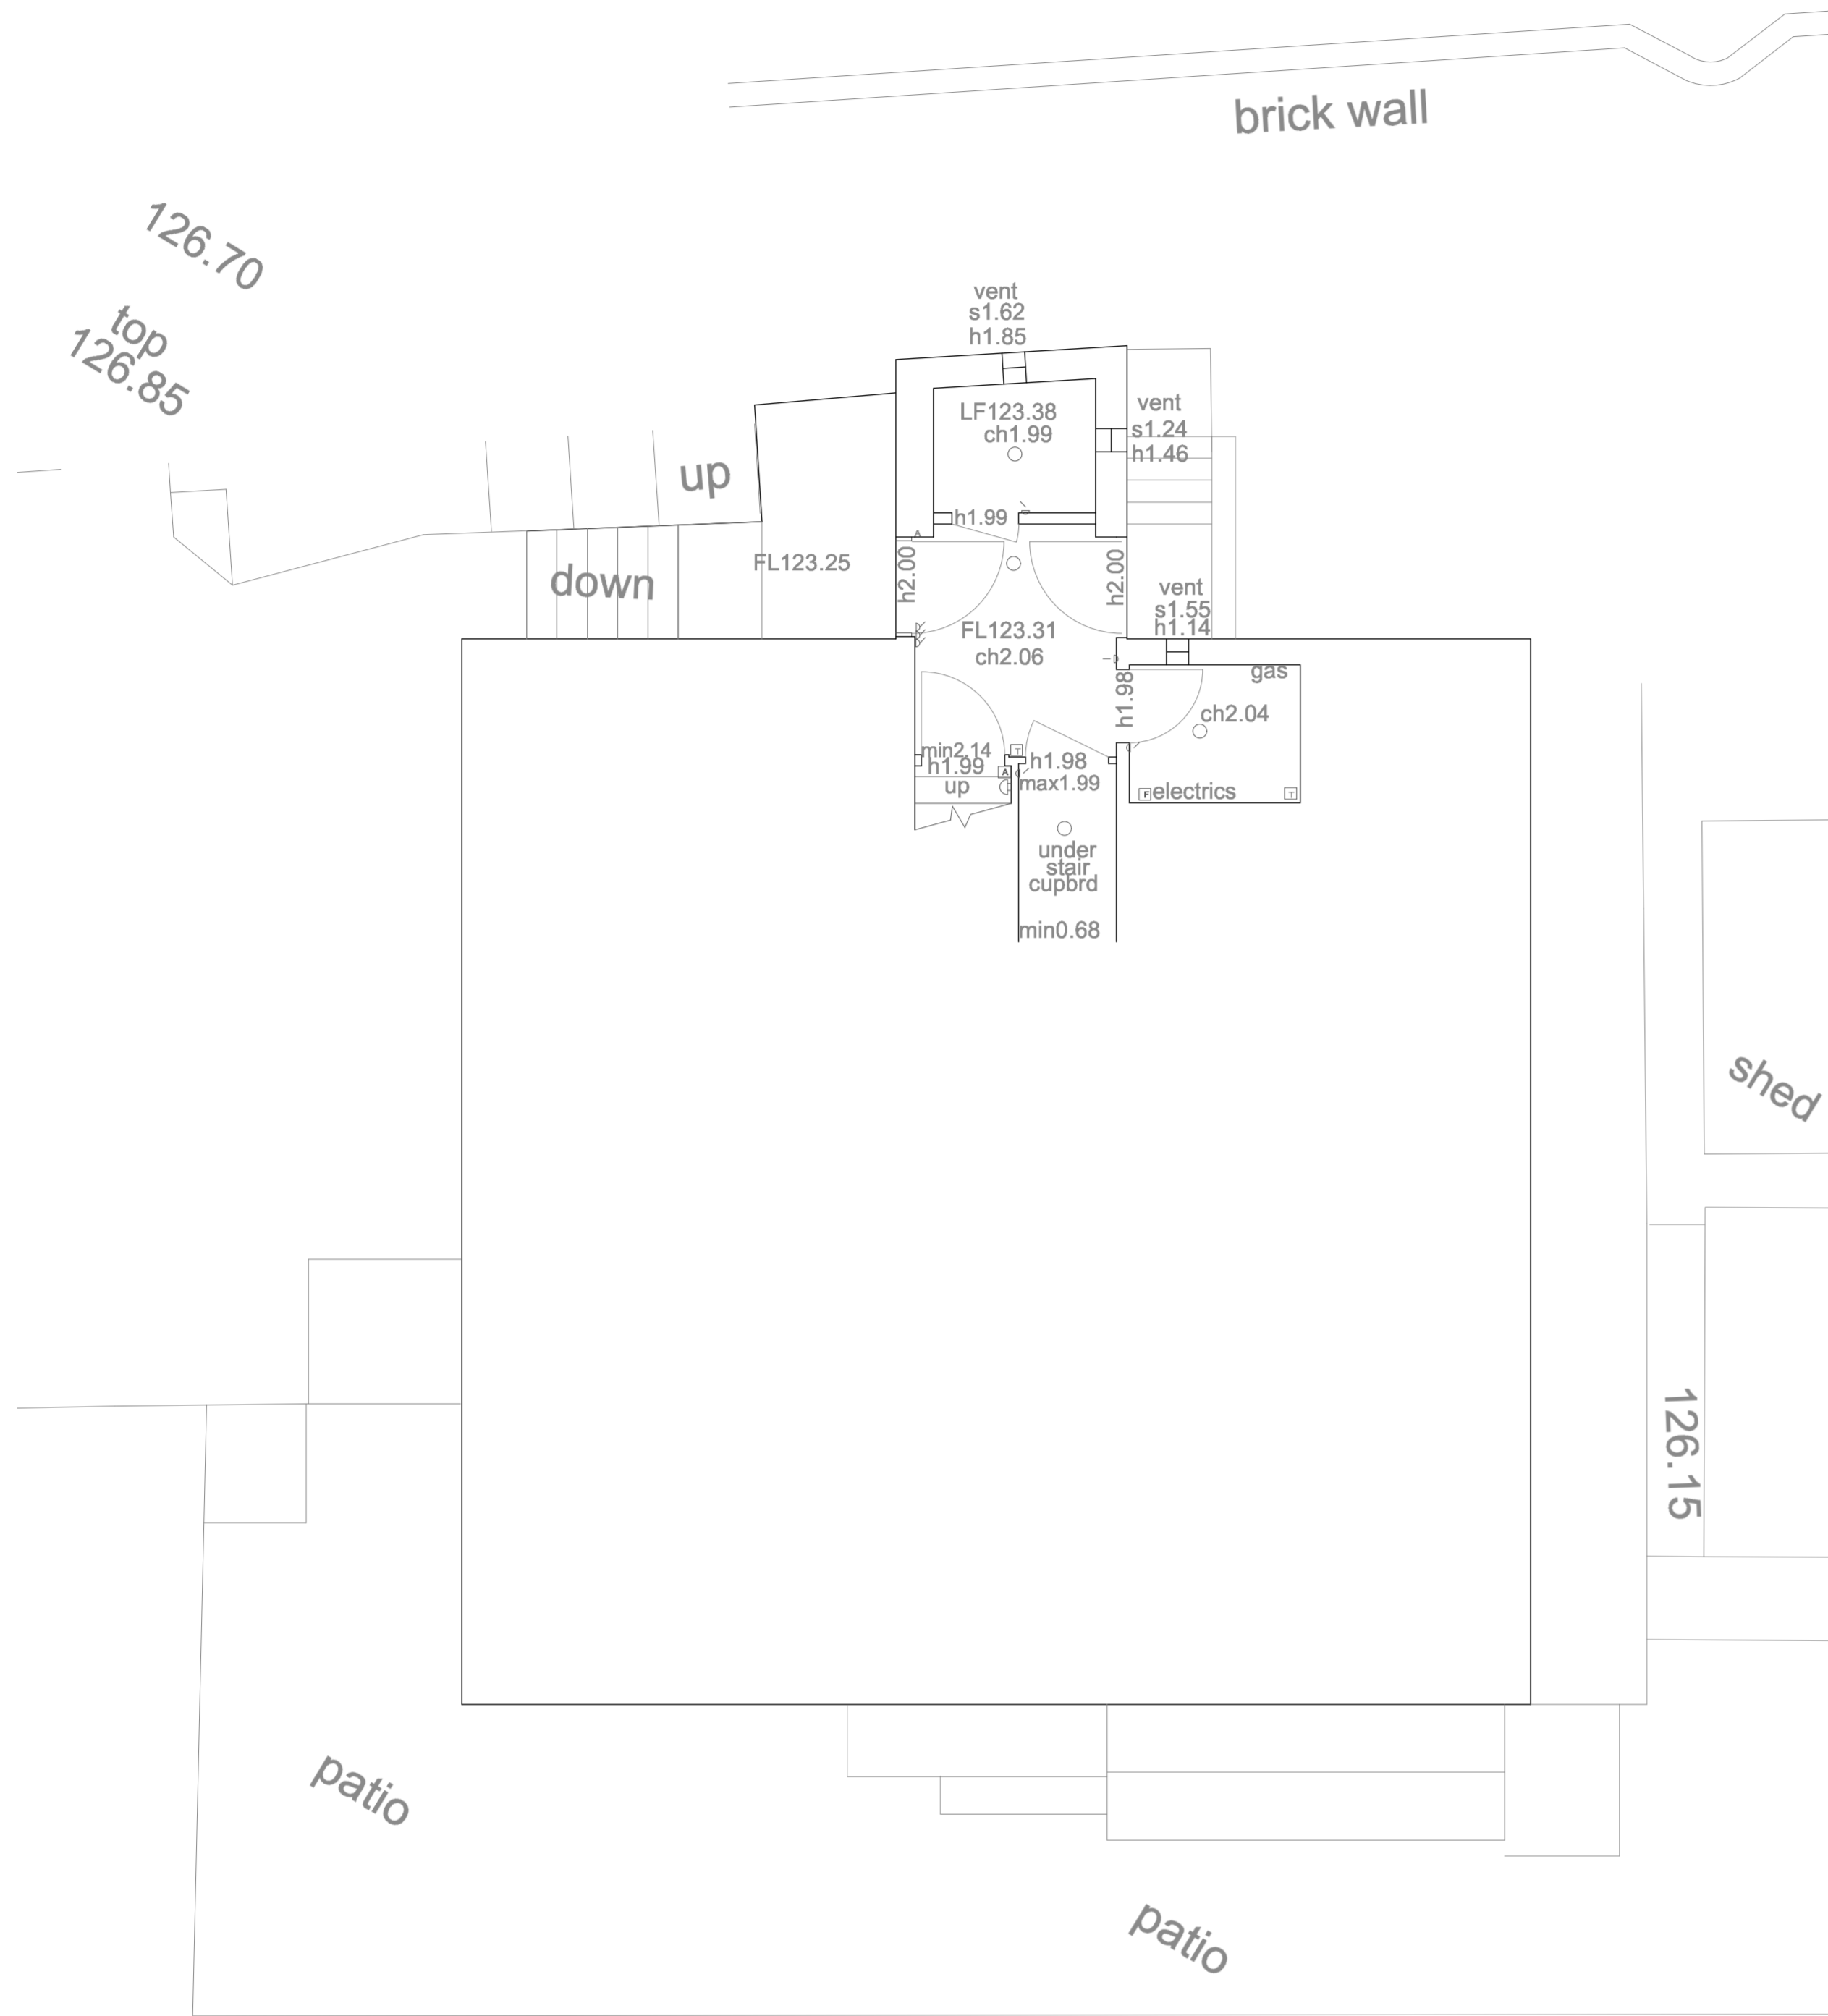 brick wall
126.70
top
126.85
vent
s1.62
h1.85
LF123.38
ch1.99
vent
s1.24
h1.46
up
h1.99
A
down
FL123.25
h2.00
h2.00
vent
s1.55
h1.14
FL123.31
ch2.06
gas
h1.98
ch2.04
min2.14
h1.99
T
h1.98
A
max1.99
up
F
electrics
T
under
stair
cupbrd
min0.68
shed
126.15
patio
patio